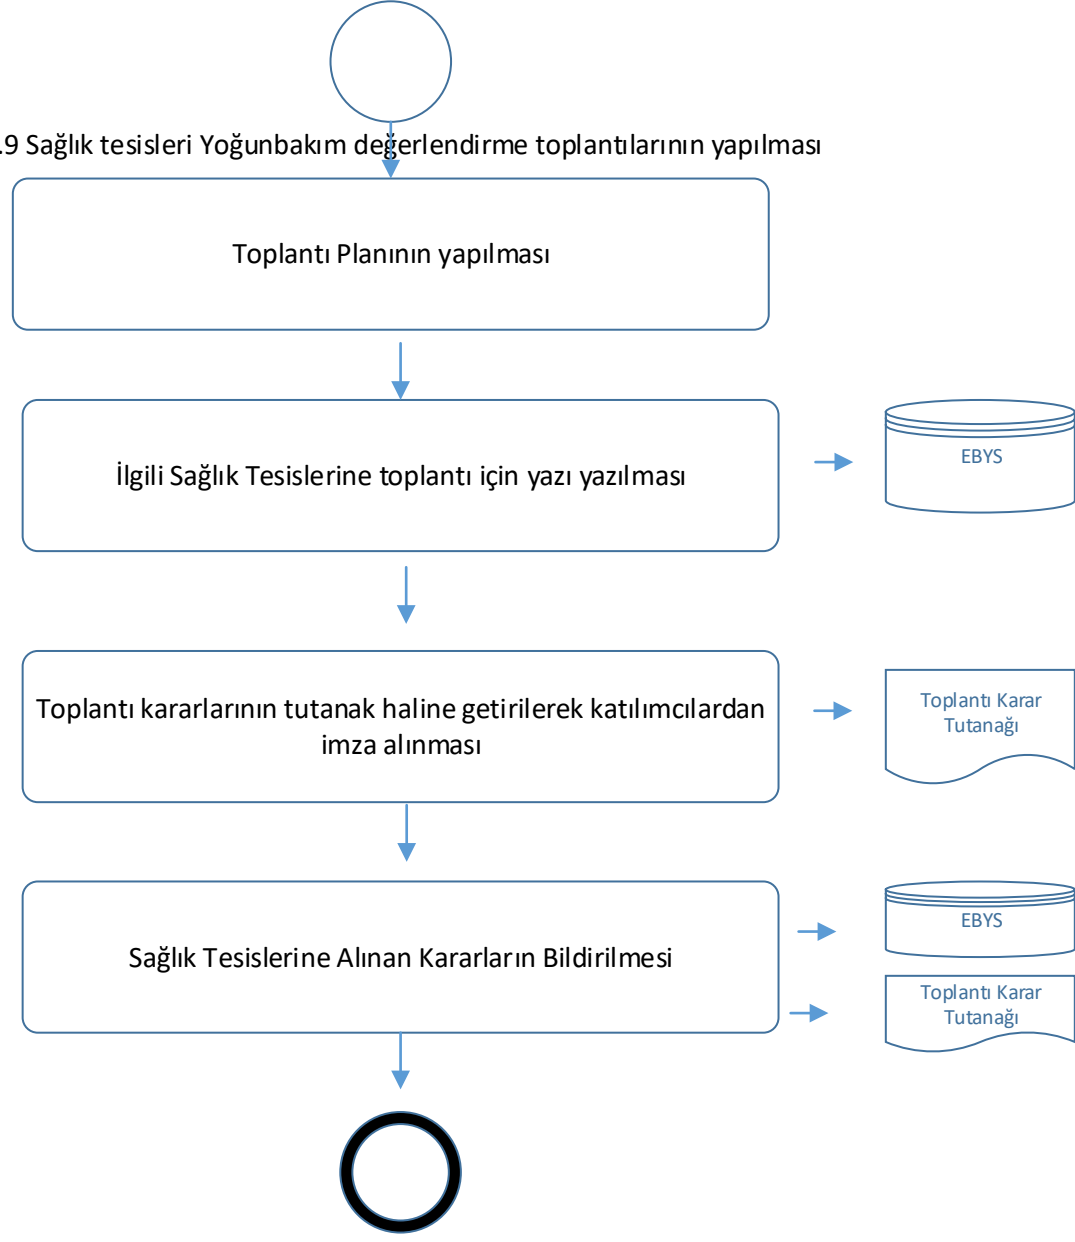 .9 Sağlık tesisleri Yoğunbakım değerlendirme toplantılarının yapılması
Toplantı Planının yapılması
İlgili Sağlık Tesislerine toplantı için yazı yazılması
EBYS
Toplantı kararlarının tutanak haline getirilerek katılımcılardan
imza alınması
Toplantı Karar
Tutanağı
Sağlık Tesislerine Alınan Kararların Bildirilmesi
EBYS
Toplantı Karar
Tutanağı